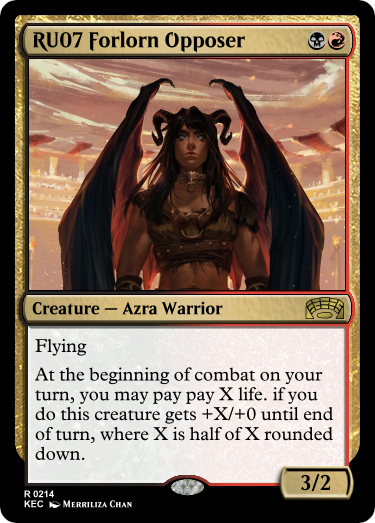 RU07 Forlorn Opposer
Creature — Azra Warrior
Flying
At the beginning of combat on your
turn, you may pay pay X life. if you
do this creature gets +X/+0 until end
of turn, where X is half of X rounded
down.
3/2
R 0214
KEC Merriliza Chan